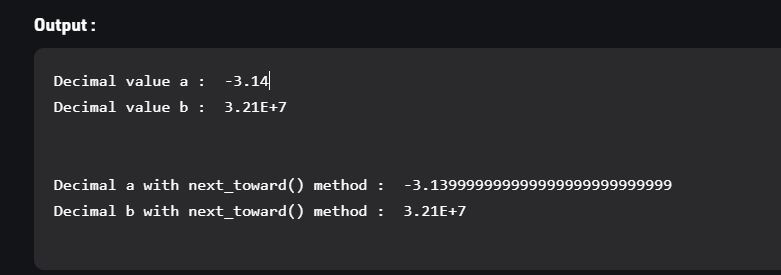 Output :
Decimal value a :  -3.14
Decimal value b :  3.21E+7
Decimal a with next_toward() method :  -3.139999999999999999999999999
Decimal b with next_toward() method :  3.21E+7